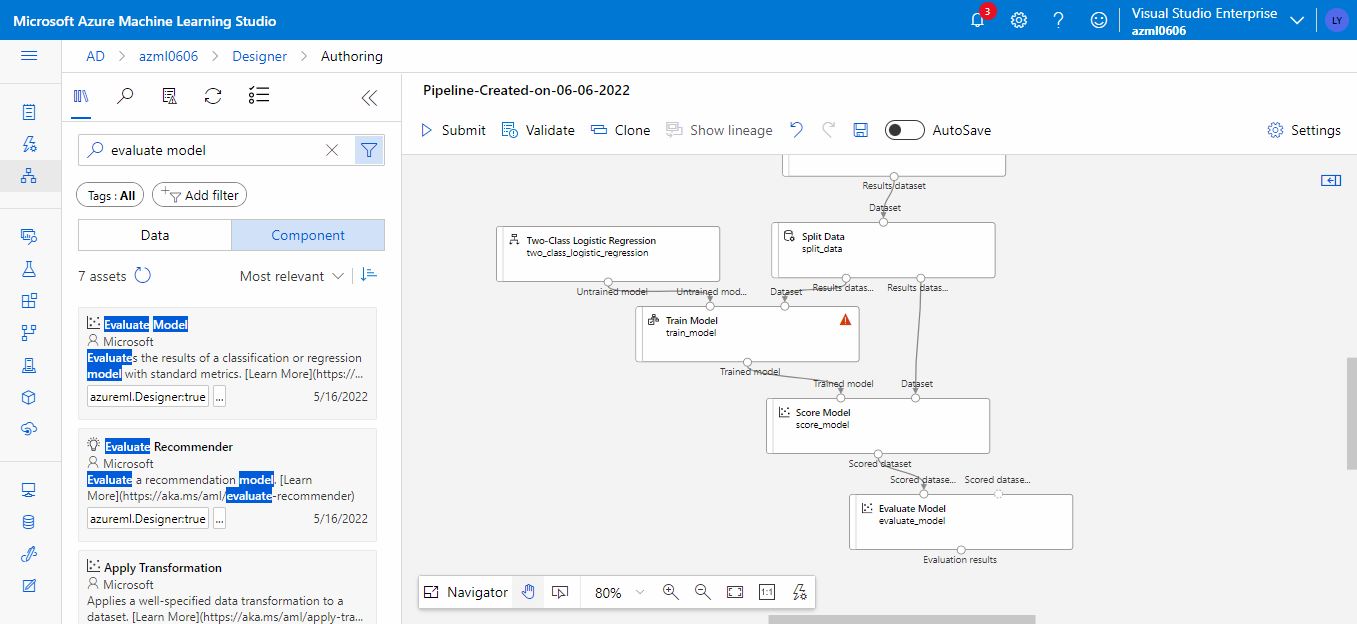 Microsoft Azure Machine Learning Studio
3
Visual Studio Enterprise
azml0606
LY
AD > azml0606 > Designer > Authoring
evaluate model
Tags : All
Add filter
Data
Component
7 assets
Most relevant
Evaluate Model
Microsoft
Evaluates the results of a classification or regression
model with standard metrics. [Learn More](https://...
azureml.Designer:true
...
5/16/2022
Evaluate Recommender
Microsoft
Evaluate a recommendation model. [Learn
More](https://aka.ms/aml/evaluate-recommender)
azureml.Designer:true
...
5/16/2022
Apply Transformation
Microsoft
Applies a well-specified data transformation to a
dataset. [Learn More](https://aka.ms/aml/apply-tra...
Pipeline-Created-on-06-06-2022
Submit
Validate
Clone
Show lineage
AutoSave
Settings
Results dataset
Dataset
Two-Class Logistic Regression
two_class_logistic_regression
Split Data
split_data
Untrained model
Untrained mod...
Dataset
Results datas...
Results datas...
Train Model
train_model
Trained model
Trained model
Dataset
Score Model
score_model
Scored dataset
Scored datase...
Scored datase...
Evaluate Model
evaluate_model
Evaluation results
Navigator
80%
1:1